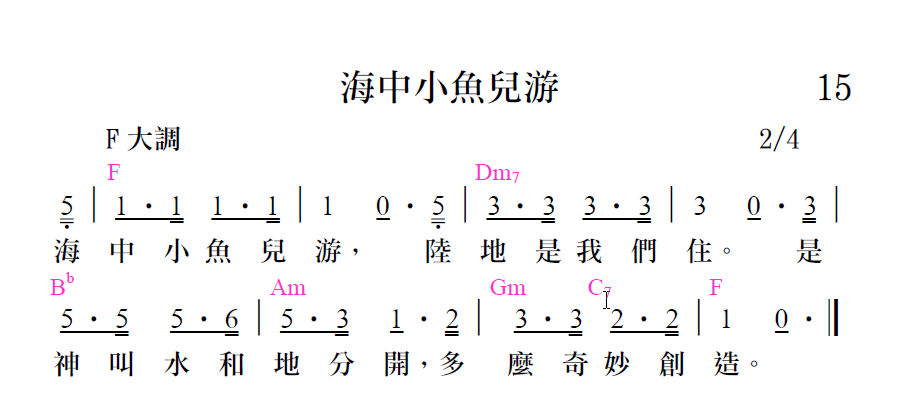 海中小魚兒游 15
F 大調 2/4
F Dm7
5 | 1 · 1 1 · 1 | 1 0 · 5 | 3 · 3 3 · 3 | 3 0 · 3 |
海 中 小 魚 兒 游， 陸 地 是 我 們 住。 是
Bb Am Gm C7 F
5 · 5 5 · 6 | 5 · 3 1 · 2 | 3 · 3 2 · 2 | 1 0 · ||
神 叫 水 和 地 分 開，多 麼 奇 妙 創 造。